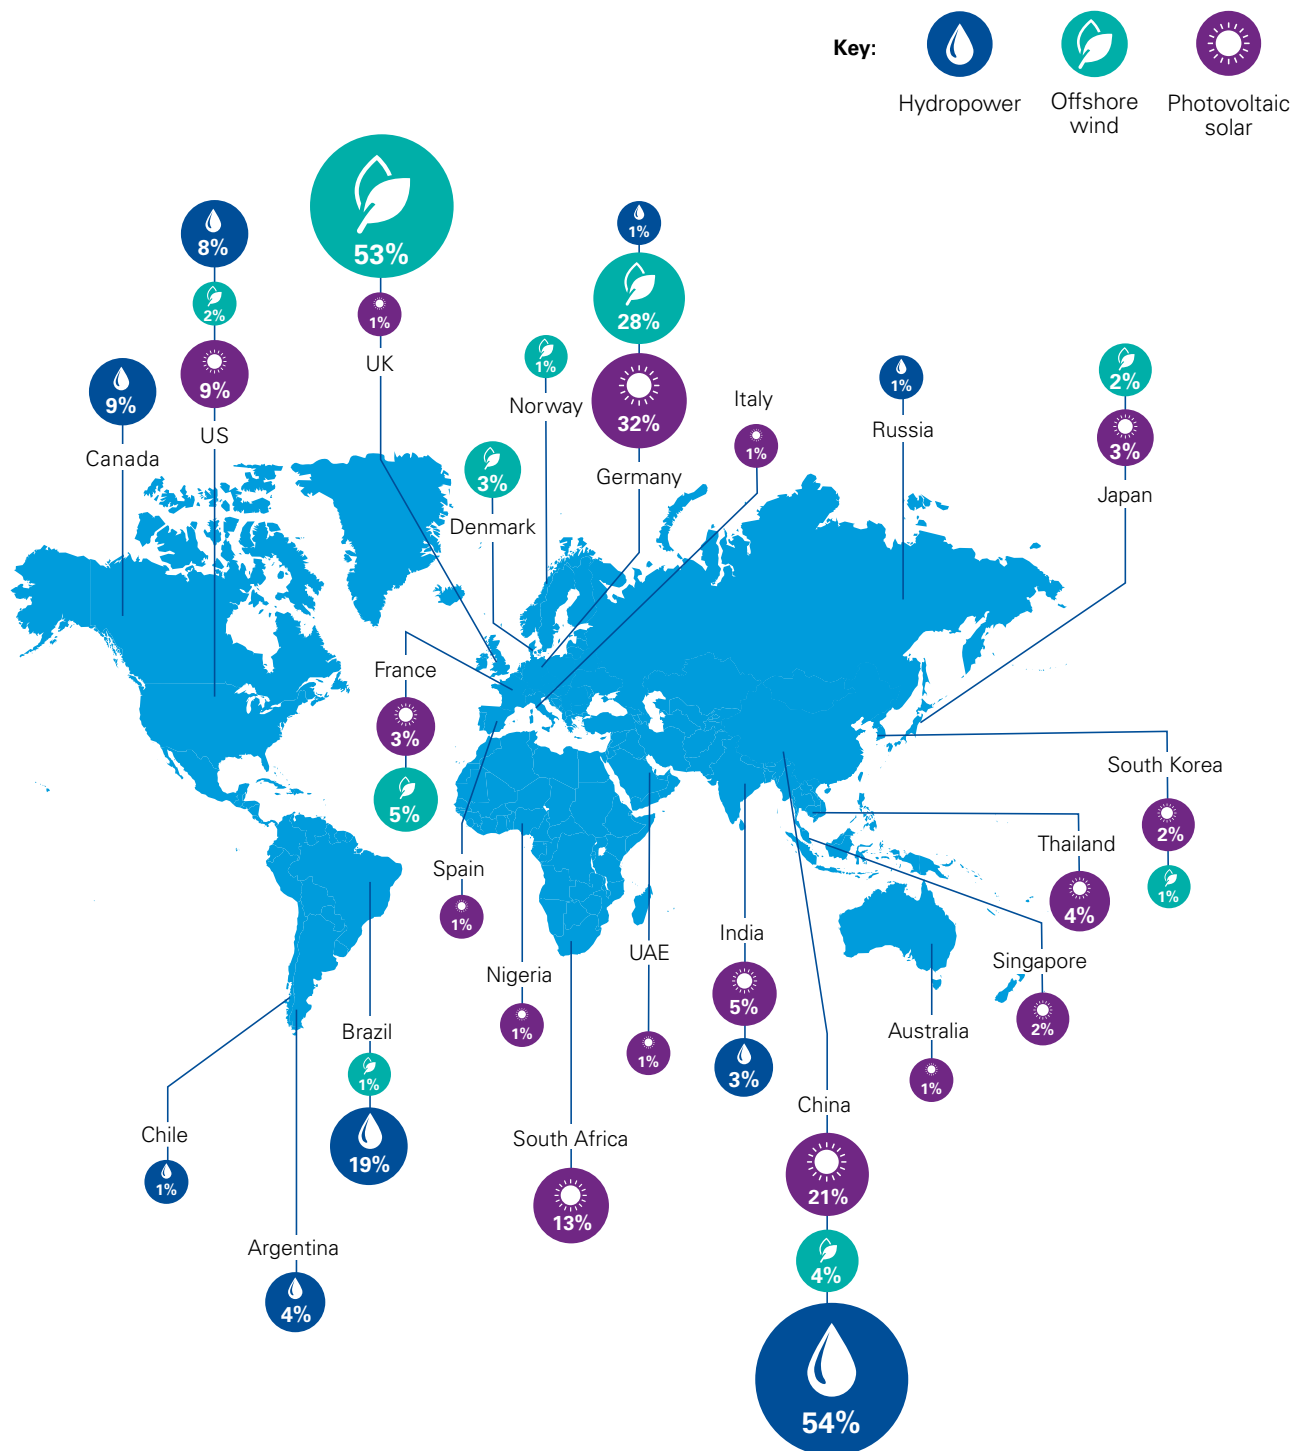 Key:
Hydropower
Offshore
wind
Photovoltaic
solar
53%
1%
UK
8%
2%
9%
US
9%
Canada
1%
28%
32%
Germany
1%
Norway
3%
Denmark
Italy
1%
1%
Russia
2%
3%
Japan
France
3%
5%
Spain
1%
Nigeria
1%
UAE
1%
India
5%
3%
South Korea
2%
1%
Thailand
4%
Singapore
2%
Australia
1%
Brazil
1%
19%
Chile
1%
Argentina
4%
South Africa
13%
China
21%
4%
54%